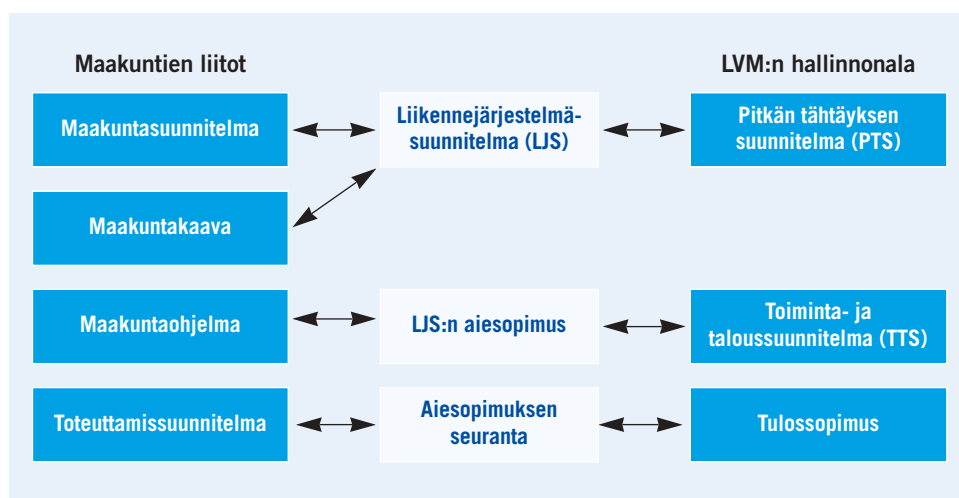 Maakuntien liitot
LVM:n hallinnonala
Maakuntasuunnitelma
Liikennejärjestelmä-
suunnitelma (LJS)
Pitkän tähtäyksen
suunnitelma (PTS)
Maakuntakaava
Maakuntaohjelma
LJS:n aiesopimus
Toiminta- ja
taloussuunnitelma (TTS)
Toteuttamissuunnitelma
Aiesopimuksen
seuranta
Tulossopimus